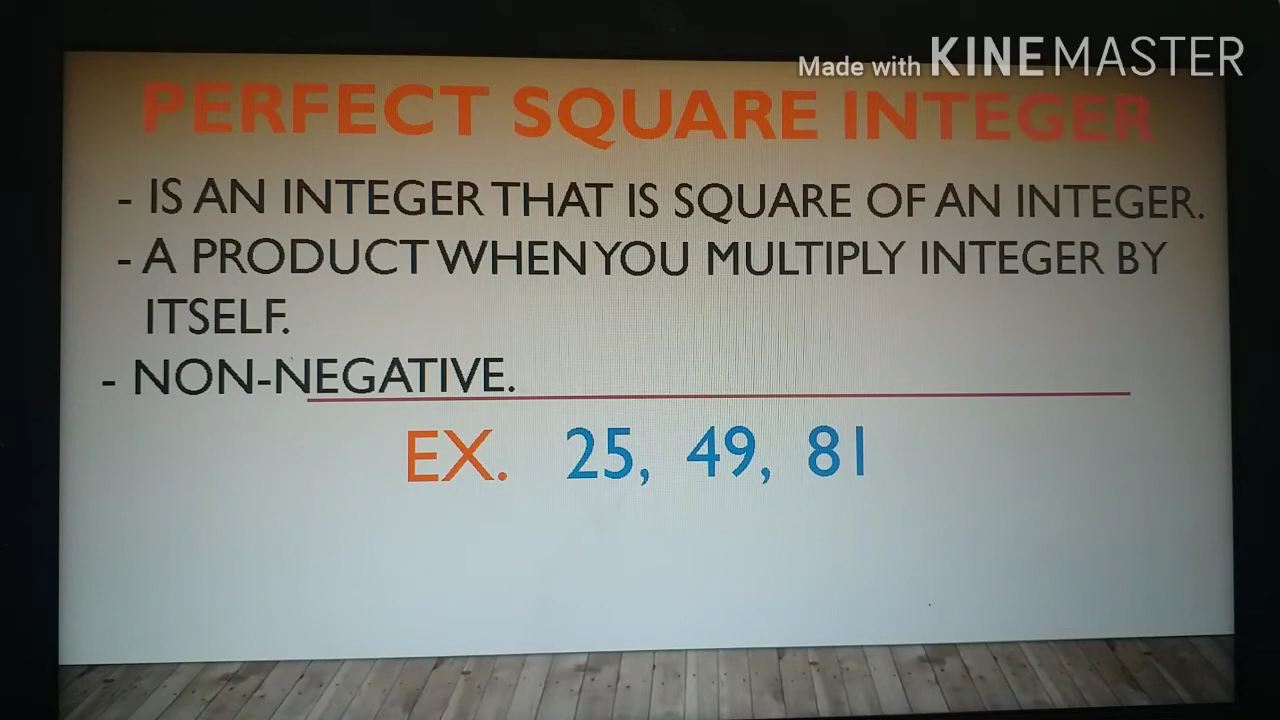 Made with KINEMASTER
PERFECT SQUARE INTEGER
- IS AN INTEGER THAT IS SQUARE OF AN INTEGER.
- A PRODUCT WHEN YOU MULTIPLY INTEGER BY
ITSELF.
- NON-NEGATIVE.
EX. 25, 49, 81